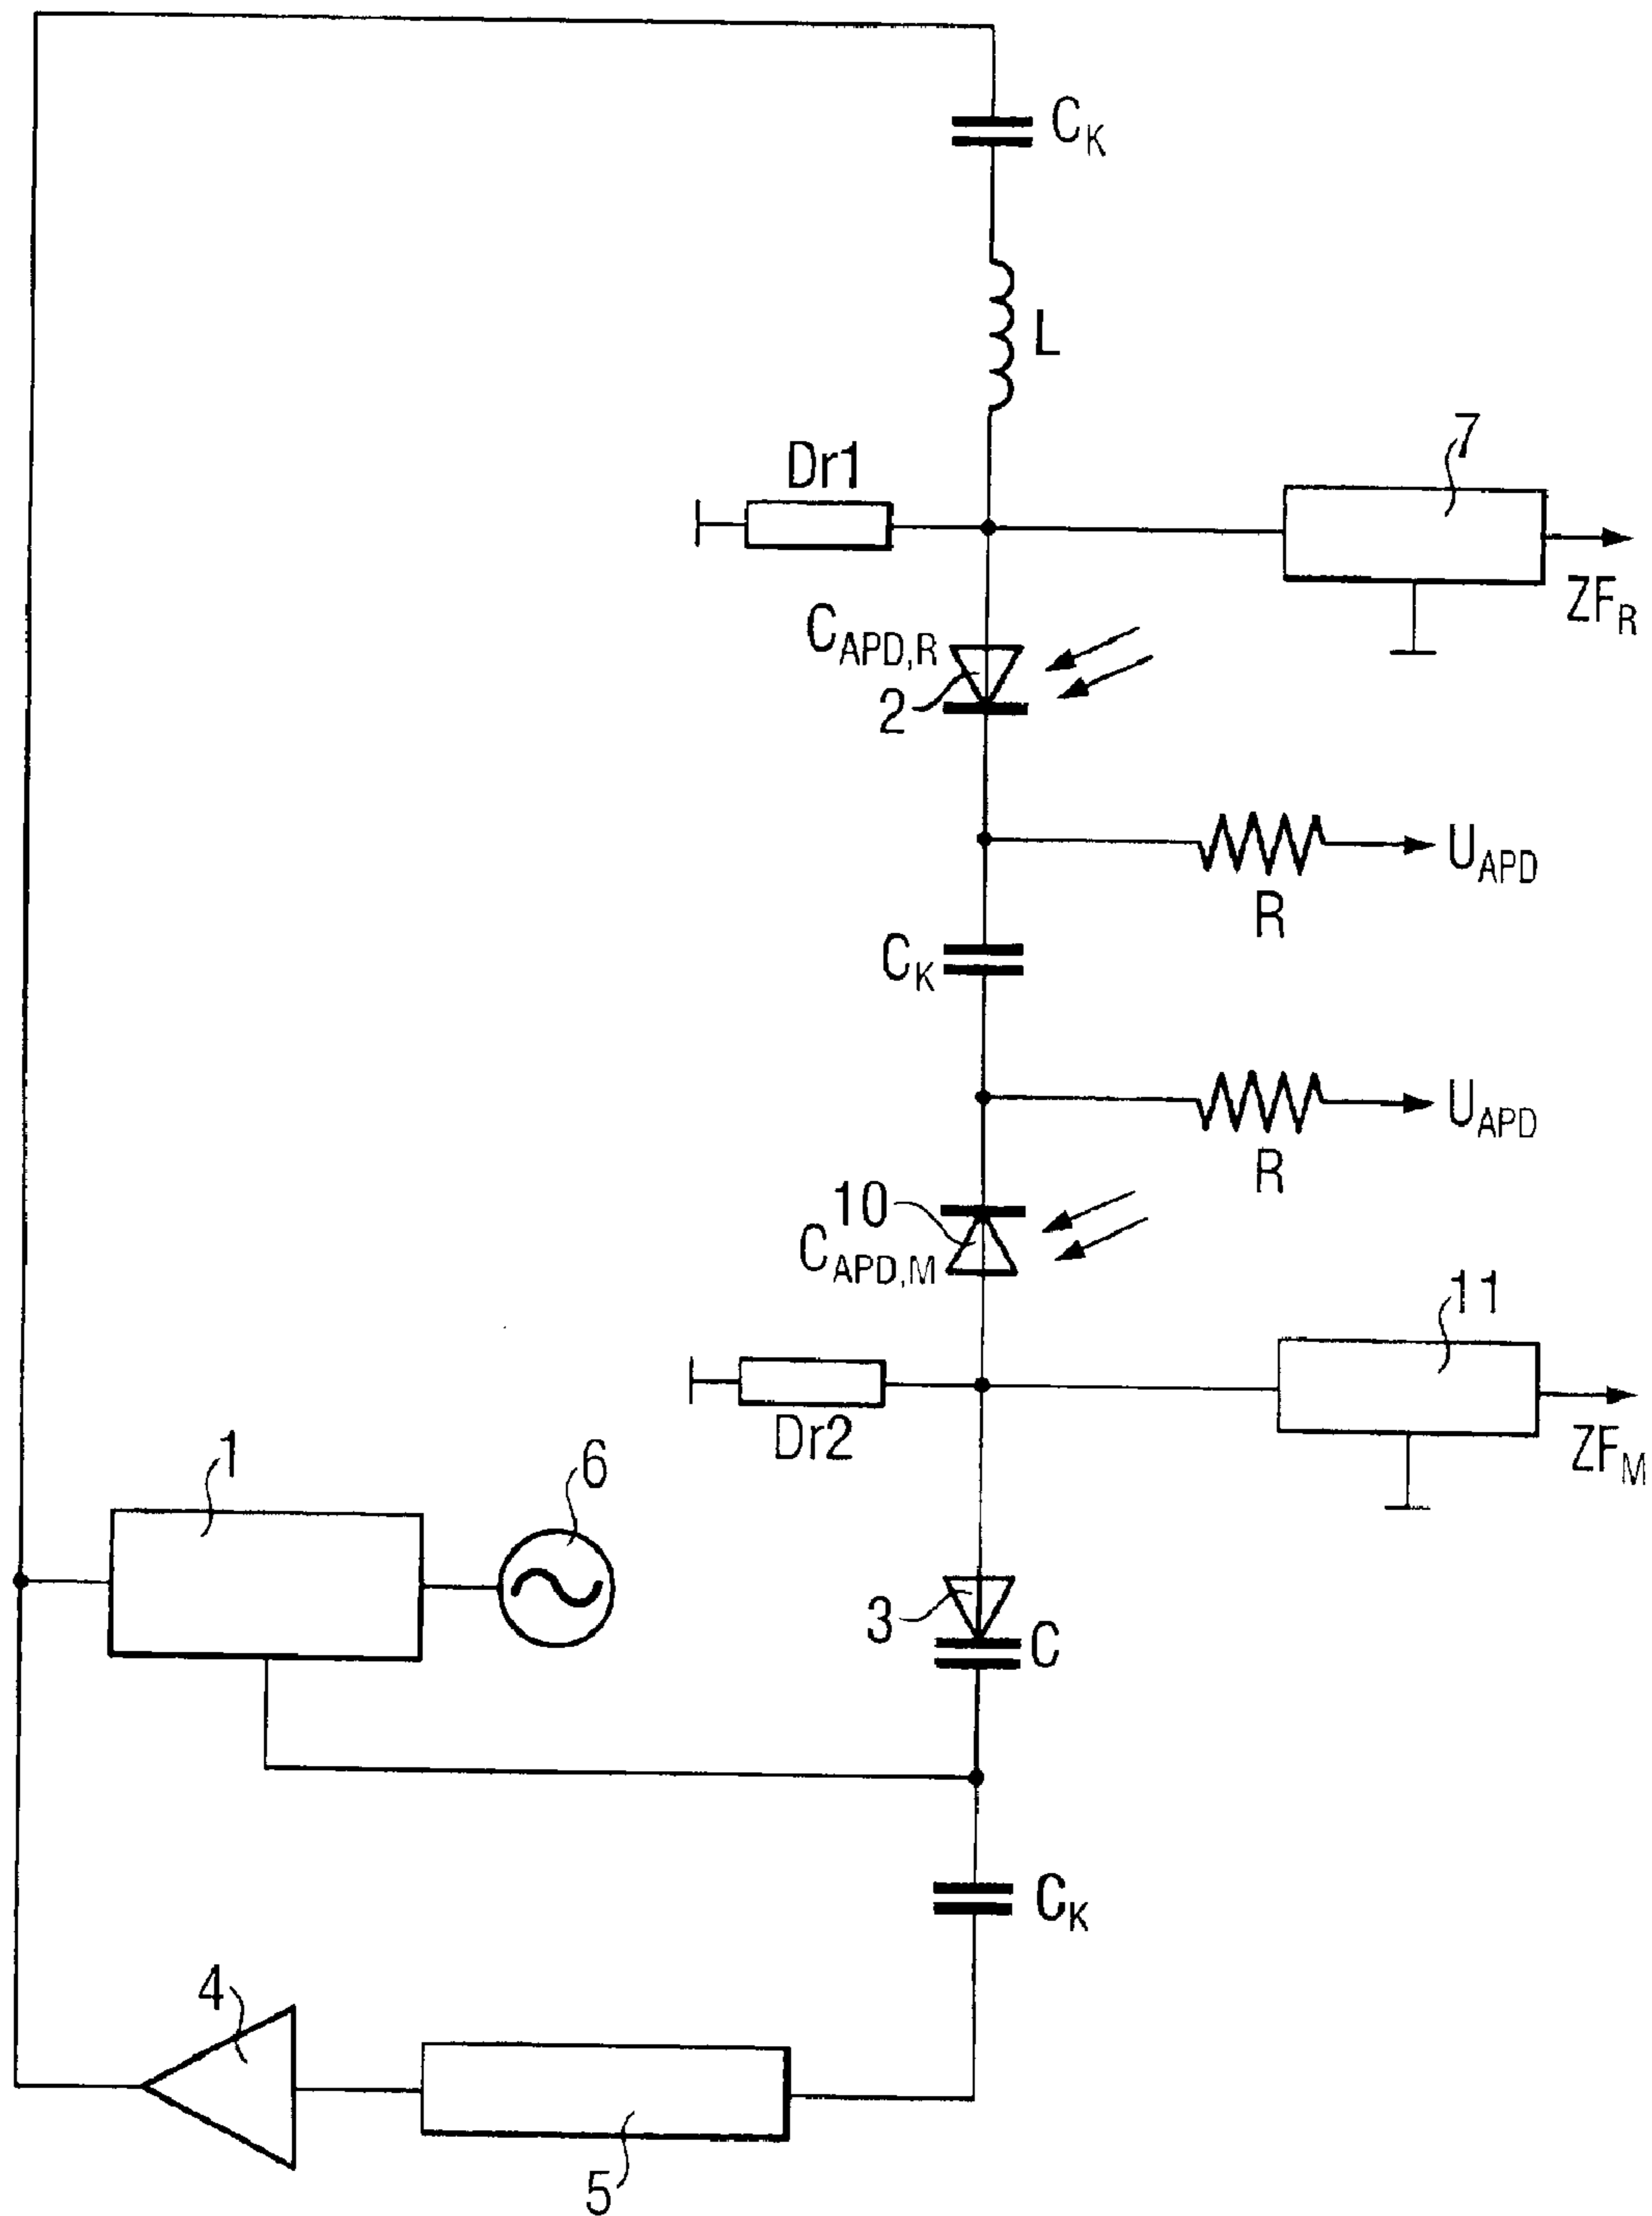 C_K
L
7
Dr1
ZF_R
C_APD,R
2
U_APD
R
C_K
U_APD
R
10
C_APD,M
11
Dr2
ZF_M
1
6
3
C
C_K
4
5